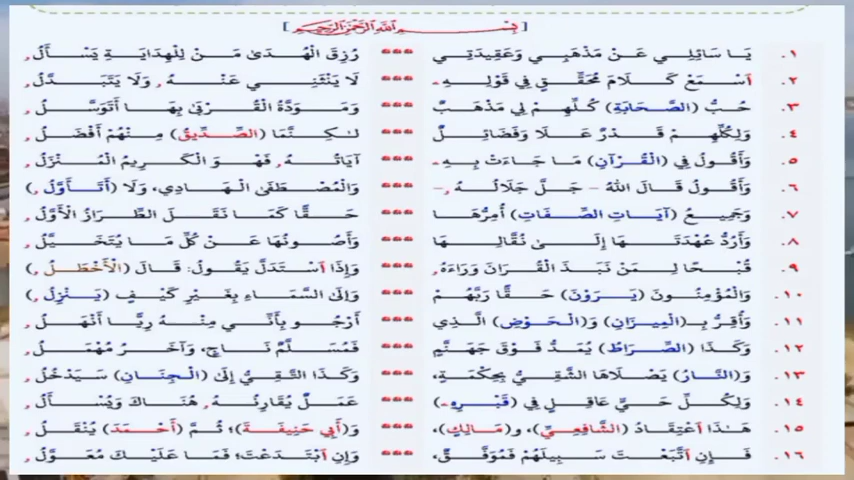 [ بِسْمِ اللَّهِ الرَّحْمَنِ الرَّحِيمِ ]
١. يَا سَائِلِي عَنْ مَذْهَبِي وَعَقِيدَتِي *** رُزِقَ الْهُدَىٰ مَنْ لِلْهِدَايَةِ يَسْأَلُ
٢. اسْمَعْ كَلَامَ مُحَقِّقٍ فِي قَوْلِهِ *** لَا يَنْثَنِي عَنْهُ، وَلَا يَتَبَدَّلُ
٣. حُبُّ (الصَّحَابَةِ) كُلِّهِمْ لِي مَذْهَبٌ *** وَمَوَدَّةُ الْقُرْبَىٰ بِهَا أَتَوَسَّلُ
٤. وَلِكُلِّهِمْ قَدْرٌ عَلَا وَفَضَائِلٌ *** لَٰكِنَّمَا (الصِّدِّيقُ) مِنْهُمْ أَفْضَلُ
٥. وَأَقُولُ فِي (الْقُرْآنِ) مَا جَاءَتْ بِهِ *** آيَاتُهُ، فَهْوَ الْكَرِيمُ الْمُنْزَلُ
٦. وَأَقُولُ قَالَ اللهُ - جَلَّ جَلَالُهُ - *** وَالْمُصْطَفَىٰ الْهَادِي، وَلَا (أَتَأَوَّلُ)
٧. وَجَمِيعُ (آيَاتِ الصِّفَاتِ) أُمِرُّهَا *** حَقًّا كَمَا نَقَلَ الطِّرَازُ الْأَوَّلُ
٨. وَأَرُدُّ عُهْدَتَهَا إِلَىٰ نُقَّالِهَا *** وَأَصُونُهَا عَنْ كُلِّ مَا يُتَخَيَّلُ
٩. قُبْحًا لِمَنْ نَبَذَ الْقُرَانَ وَرَاءَهُ *** وَإِذَا اسْتَدَلَّ يَقُولُ: قَالَ (الْأَخْطَلُ)
١٠. وَالْمُؤْمِنُونَ (يَرَوْنَ) حَقًّا رَبَّهُمْ *** وَإِلَى السَّمَاءِ بِغَيْرِ كَيْفٍ (يَنْزِلُ)
١١. وَأُقِرُّ بِـ(الْمِيزَانِ) وَ(الْحَوْضِ) الَّذِي *** أَرْجُو بِأَنِّي مِنْهُ رِيًّا أَنْهَلُ
١٢. وَكَذَا (الصِّرَاطُ) يُمَدُّ فَوْقَ جَهَنَّمٍ *** فَمُسَلَّمٌ نَاجٍ، وَآخَرُ مُهْمَلُ
١٣. وَ(النَّارُ) يَصْلَاهَا الشَّقِيُّ بِحِكْمَةٍ، *** وَكَذَا التَّقِيُّ إِلَىٰ (الْجِنَانِ) سَيَدْخُلُ
١٤. وَلِكُلِّ حَيٍّ عَاقِلٍ فِي (قَبْرِهِ) *** عَمَلٌ يُقَارِنُهُ، هُنَاكَ وَيُسْأَلُ
١٥. هَذَا اعْتِقَادُ (الشَّافِعِيِّ)، و(مَالِكٍ)، *** وَ(أَبِي حَنِيفَةَ)؛ ثُمَّ (أَحْمَدَ) يُنْقَلُ
١٦. فَإِنِ اتَّبَعْتَ سَبِيلَهُمْ فَمُوَفَّقٌ، *** وَإِنِ ابْتَدَعْتَ؛ فَمَا عَلَيْكَ مُعَوَّلُ